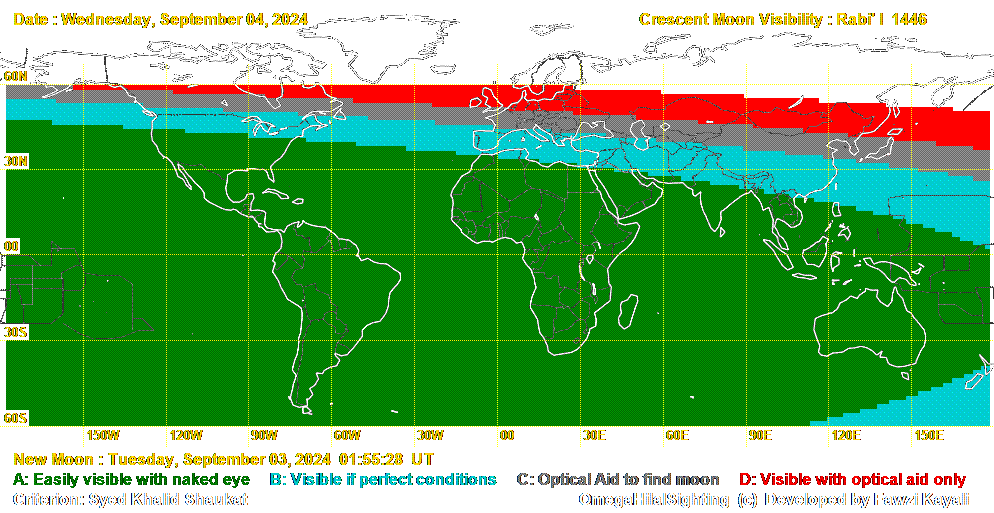 Date : Wednesday, September 04, 2024 Crescent Moon Visibility : Rabi' I 1446
60N
30N
00
30S
60S
150W 120W 90W 60W 30W 00 30E 60E 90E 120E 150E
New Moon : Tuesday, September 03, 2024 01:55:28 UT
A: Easily visible with naked eye B: Visible if perfect conditions C: Optical Aid to find moon D: Visible with optical aid only
Criterion: Syed Khalid Shaukat OmegaHilalSighting (c) Developed by Fawzi Kayali